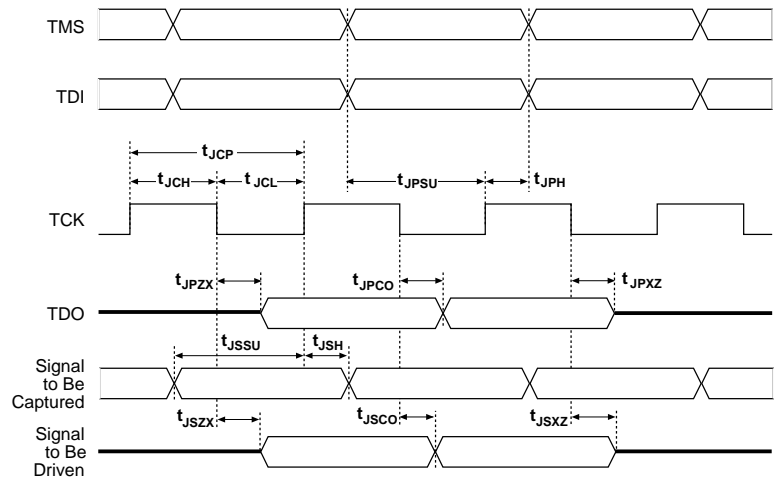 TMS
TDI
tJCP
tJCH
tJCL
tJPSU
tJPH
TCK
tJPZX
tJPCO
tJPXZ
TDO
tJSSU
tJSH
Signal
to Be
Captured
tJSZX
tJSCO
tJSXZ
Signal
to Be
Driven